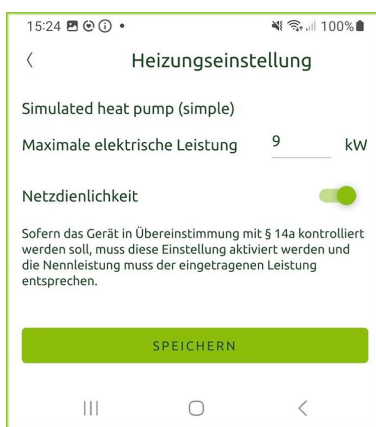 15:24 100%
Heizungseinstellung
Simulated heat pump (simple)
Maximale elektrische Leistung 9 kW
Netzdienlichkeit
Sofern das Gerät in Übereinstimmung mit § 14a kontrolliert
werden soll, muss diese Einstellung aktiviert werden und
die Nennleistung muss der eingetragenen Leistung
entsprechen.
SPEICHERN